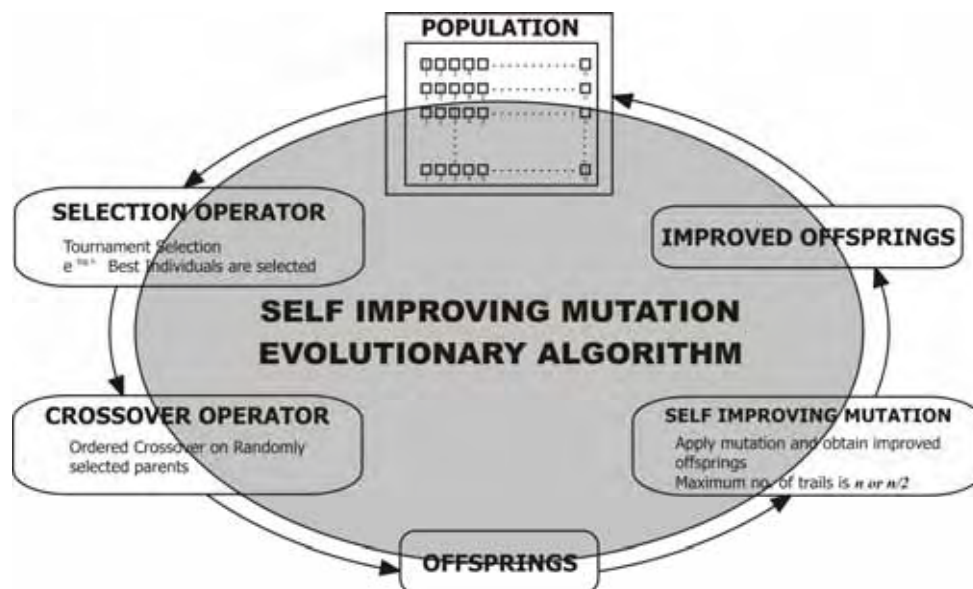 POPULATION
SELECTION OPERATOR
Tournament Selection
e Best Individuals are selected
IMPROVED OFFSPRINGS
SELF IMPROVING MUTATION
EVOLUTIONARY ALGORITHM
CROSSOVER OPERATOR
Ordered Crossover on Randomly
selected parents
SELF IMPROVING MUTATION
Apply mutation and obtain improved
offsprings
Maximum no. of trails is n or n/2
OFFSPRINGS